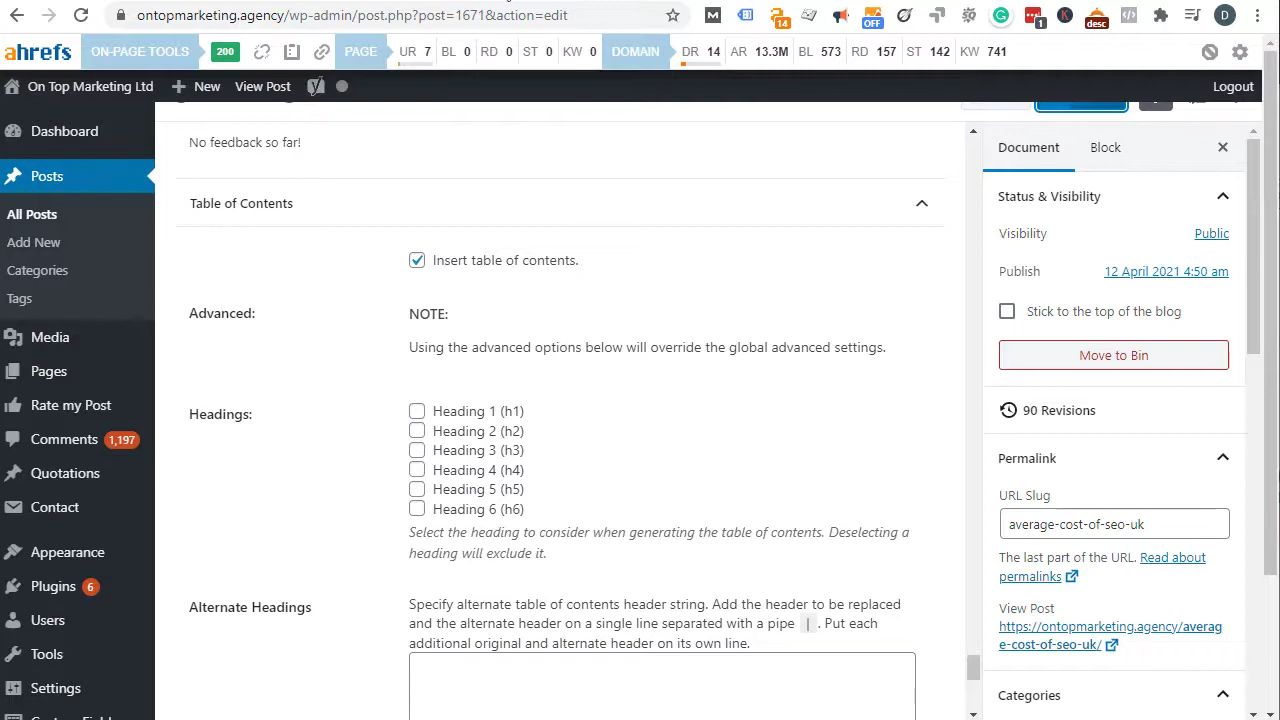 ontopmarketing.agency/wp-admin/post.php?post=1671&action=edit
14
OFF
1
desc
D
ahrefs ON-PAGE TOOLS 200 PAGE UR 7 BL 0 RD 0 ST 0 KW 0 DOMAIN DR 14 AR 13.3M BL 573 RD 157 ST 142 KW 741
On Top Marketing Ltd New View Post Logout
Dashboard
Posts
All Posts
Add New
Categories
Tags
Media
Pages
Rate my Post
Comments 1,197
Quotations
Contact
Appearance
Plugins 6
Users
Tools
Settings
No feedback so far!
Table of Contents
Insert table of contents.
Advanced:
NOTE:
Using the advanced options below will override the global advanced settings.
Headings:
Heading 1 (h1)
Heading 2 (h2)
Heading 3 (h3)
Heading 4 (h4)
Heading 5 (h5)
Heading 6 (h6)
Select the heading to consider when generating the table of contents. Deselecting a
heading will exclude it.
Alternate Headings
Specify alternate table of contents header string. Add the header to be replaced
and the alternate header on a single line separated with a pipe | . Put each
additional original and alternate header on its own line.
Document Block
Status & Visibility
Visibility Public
Publish 12 April 2021 4:50 am
Stick to the top of the blog
Move to Bin
90 Revisions
Permalink
URL Slug
average-cost-of-seo-uk
The last part of the URL. Read about
permalinks
View Post
https://ontopmarketing.agency/averag
e-cost-of-seo-uk/
Categories